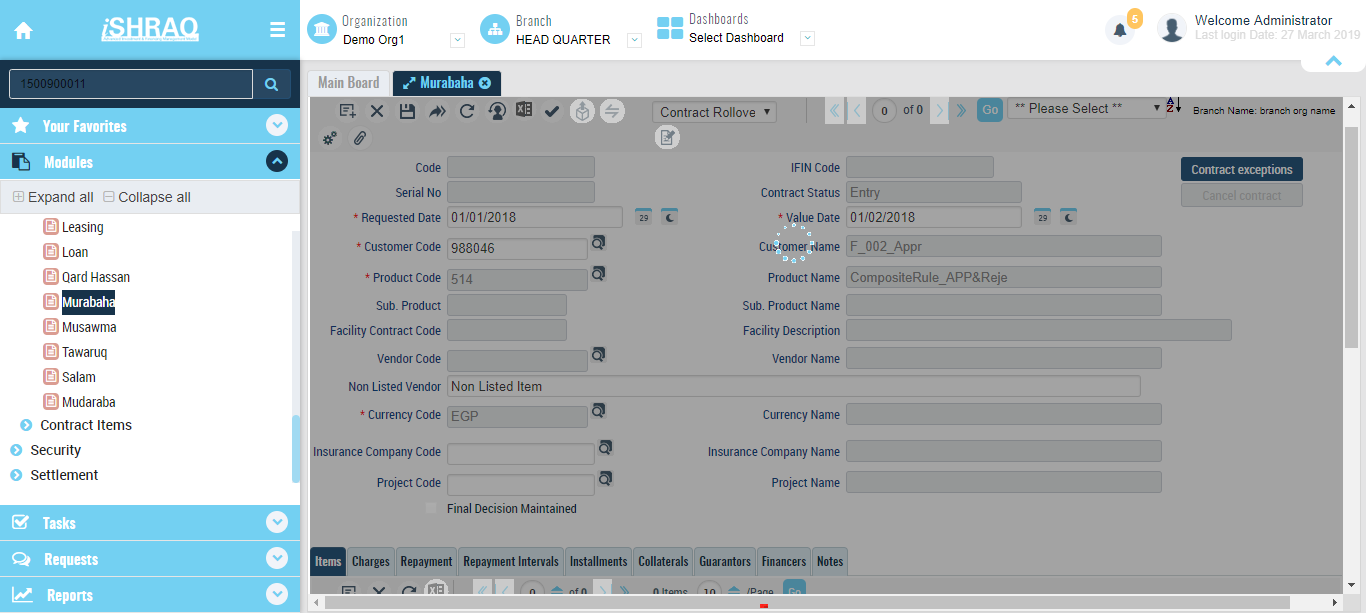 iSHRAQ
Organization
Demo Org1
Branch
HEAD QUARTER
Dashboards
Select Dashboard
5
Welcome Administrator
Last login Date: 27 March 2019
1500900011
Main Board
Murabaha
Your Favorites
Modules
Expand all
Collapse all
Leasing
Loan
Qard Hassan
Murabaha
Musawma
Tawaruq
Salam
Mudaraba
Contract Items
Security
Settlement
Tasks
Requests
Reports
Contract Rollove
0 of 0
Go
** Please Select **
A
Z
Branch Name: branch org name
Code
IFIN Code
Contract exceptions
Serial No
Contract Status Entry
Cancel contract
* Requested Date 01/01/2018 29
* Value Date 01/02/2018 29
* Customer Code 988046
Customer Name F_002_Appr
* Product Code 514
Product Name CompositeRule_APP&Reje
Sub. Product
Sub. Product Name
Facility Contract Code
Facility Description
Vendor Code
Vendor Name
Non Listed Vendor Non Listed Item
* Currency Code EGP
Currency Name
Insurance Company Code
Insurance Company Name
Project Code
Project Name
Final Decision Maintained
Items Charges Repayment Repayment Intervals Installments Collaterals Guarantors Financers Notes
0 of 0 0 Items 10 /Page Go